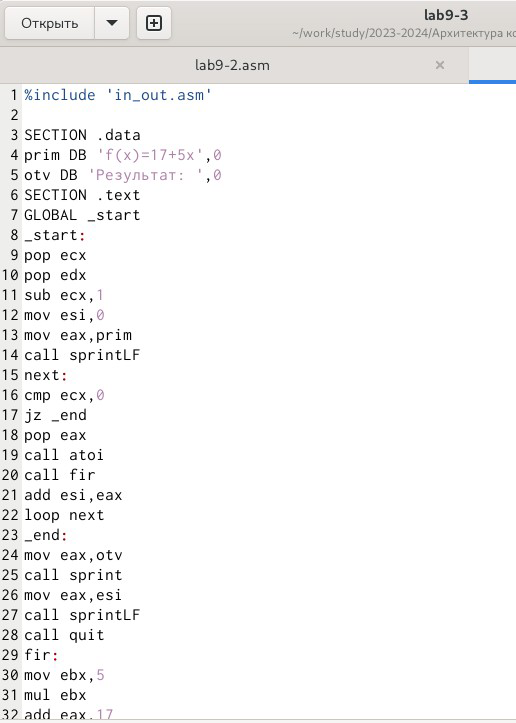 Открыть
lab9-3
~/work/study/2023-2024/Архитектура
lab9-2.asm ×
1 %include 'in_out.asm'
2
3 SECTION .data
4 prim DB 'f(x)=17+5x',0
5 otv DB 'Результат: ',0
6 SECTION .text
7 GLOBAL _start
8 _start:
9 pop ecx
10 pop edx
11 sub ecx,1
12 mov esi,0
13 mov eax,prim
14 call sprintLF
15 next:
16 cmp ecx,0
17 jz _end
18 pop eax
19 call atoi
20 call fir
21 add esi,eax
22 loop next
23 _end:
24 mov eax,otv
25 call sprint
26 mov eax,esi
27 call sprintLF
28 call quit
29 fir:
30 mov ebx,5
31 mul ebx
32 add eax,17